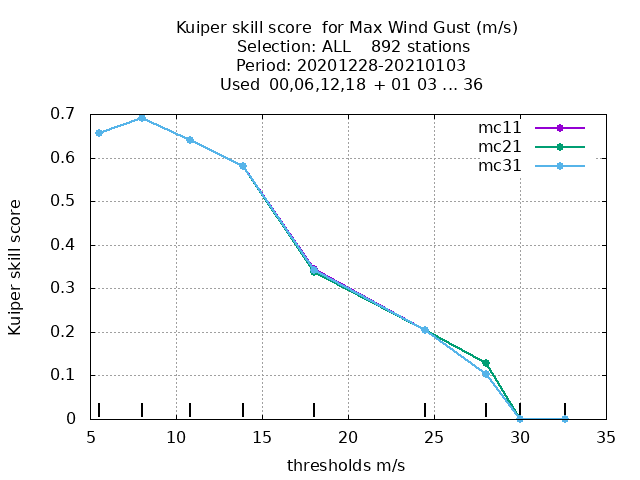 Kuiper skill score for Max Wind Gust (m/s)
Selection: ALL 892 stations
Period: 20201228-20210103
Used 00,06,12,18 + 01 03 ... 36
mc11
mc21
mc31
Kuiper skill score
0.7
0.6
0.5
0.4
0.3
0.2
0.1
0
5 10 15 20 25 30 35
thresholds m/s